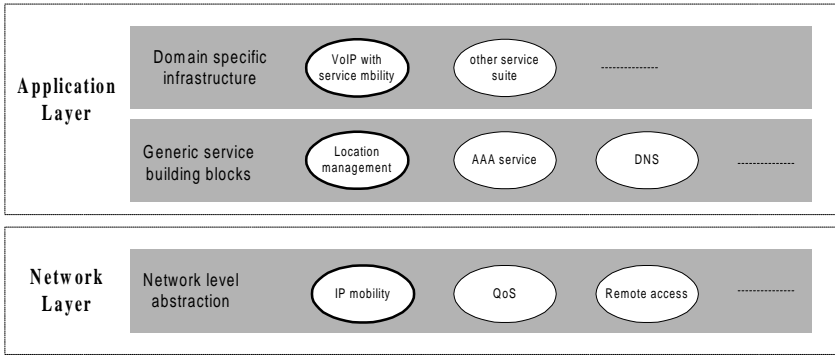 Application
Layer
Domain specific
infrastructure
VoIP with
service mbility
other service
suite
---------------
Generic service
building blocks
Location
management
AAA service
DNS
---------------
Network
Layer
Network level
abstraction
IP mobility
QoS
Remote access
---------------